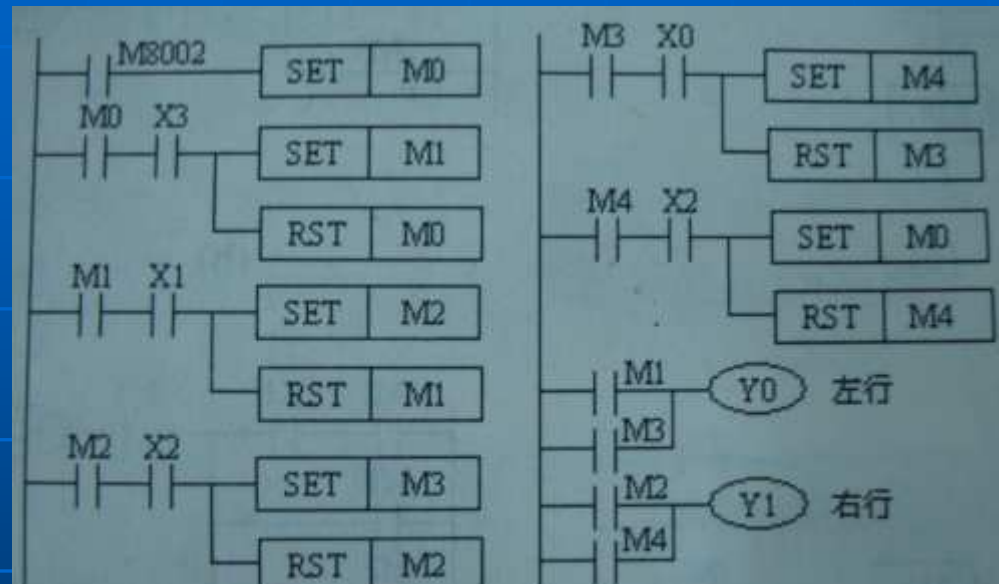 M8002
SET M0
M0 X3
SET M1
RST M0
M1 X1
SET M2
RST M1
M2 X2
SET M3
RST M2
M3 X0
SET M4
RST M3
M4 X2
SET M0
RST M4
M1
Y0 左行
M3
M2
Y1 右行
M4